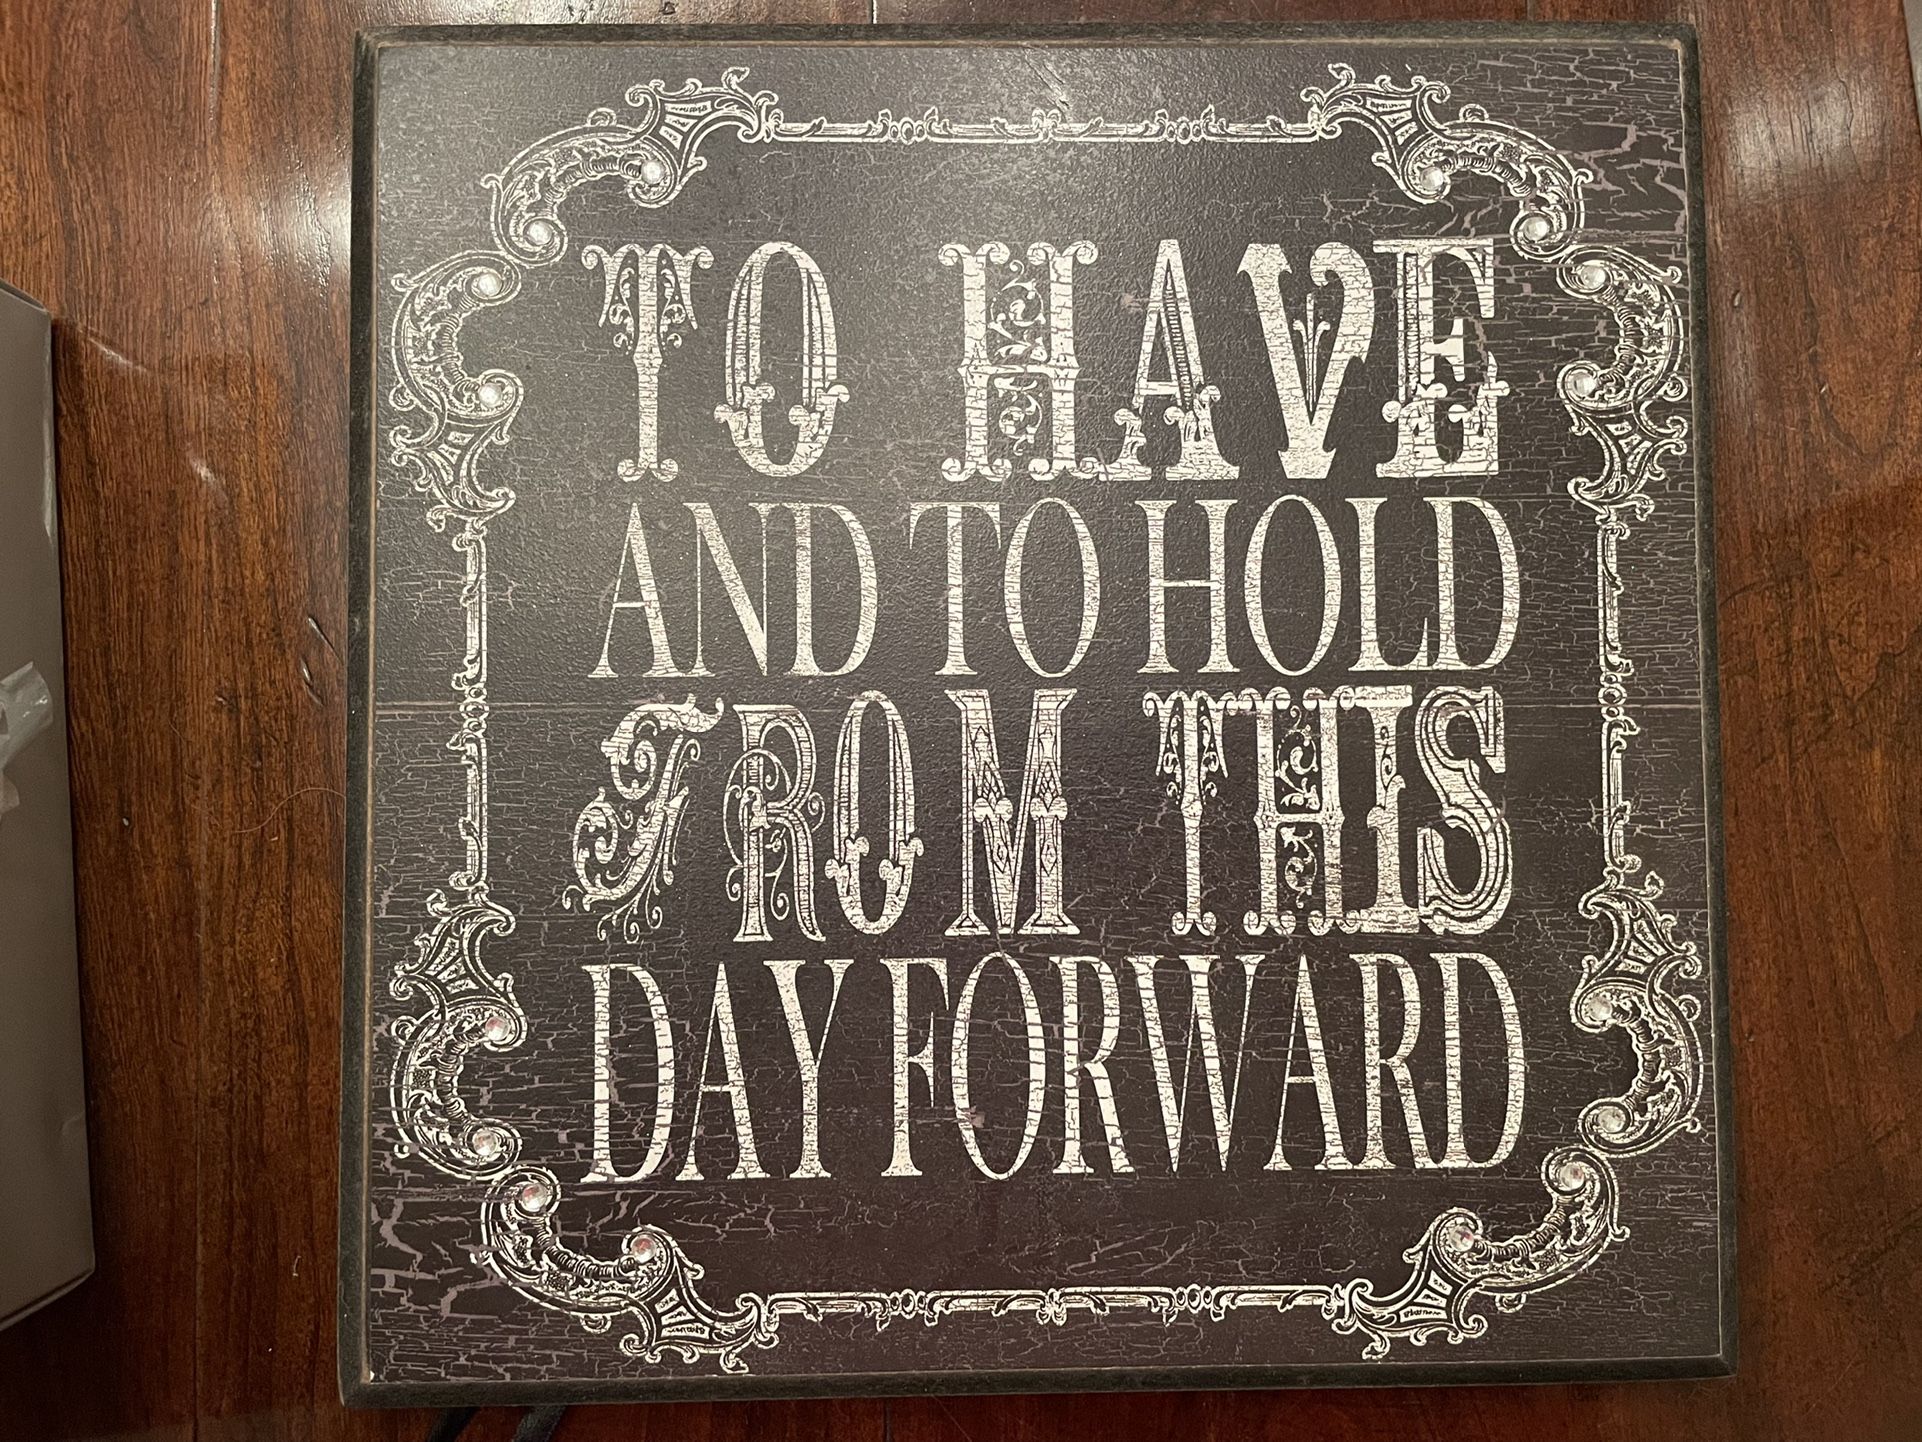 TO HAVE
AND TO HOLD
FROM THIS
DAY FORWARD